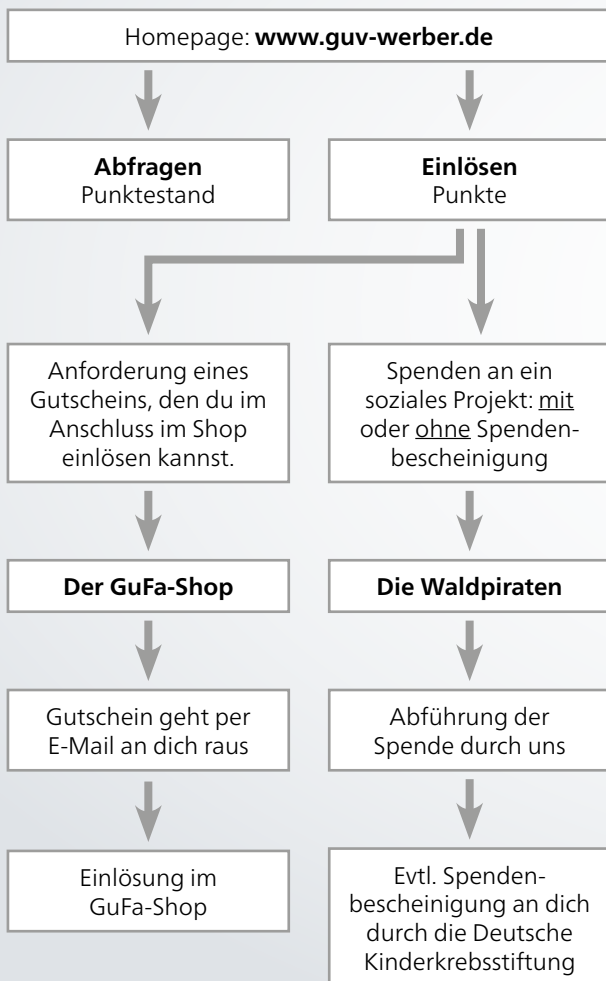 Homepage: www.guv-werber.de
Abfragen
Punktestand
Einlösen
Punkte
Anforderung eines
Gutscheins, den du im
Anschluss im Shop
einlösen kannst.
Spenden an ein
soziales Projekt: mit
oder ohne Spenden-
bescheinigung
Der GuFa-Shop
Die Waldpiraten
Gutschein geht per
E-Mail an dich raus
Abführung der
Spende durch uns
Einlösung im
GuFa-Shop
Evtl. Spenden-
bescheinigung an dich
durch die Deutsche
Kinderkrebsstiftung